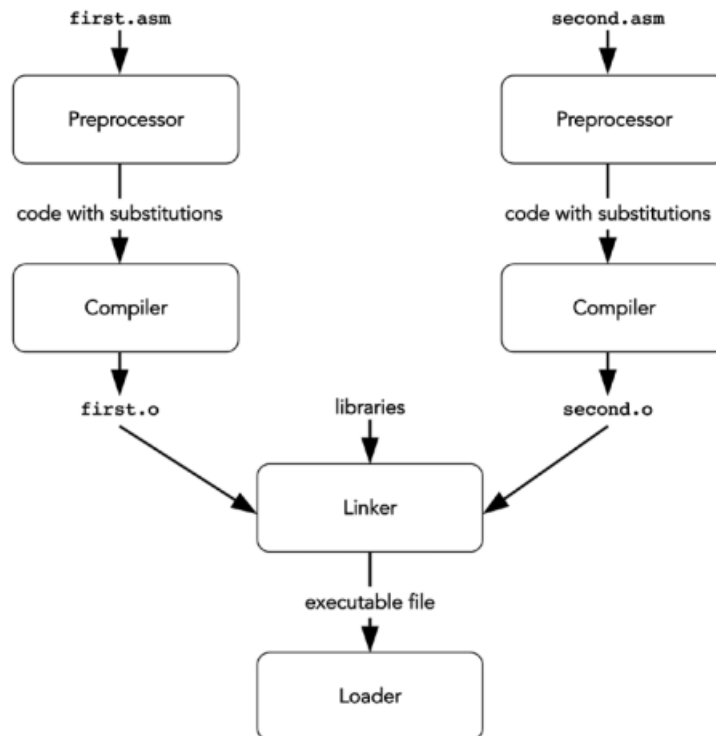 first.asm
second.asm
Preprocessor
Preprocessor
code with substitutions
code with substitutions
Compiler
Compiler
first.o
libraries
second.o
Linker
executable file
Loader